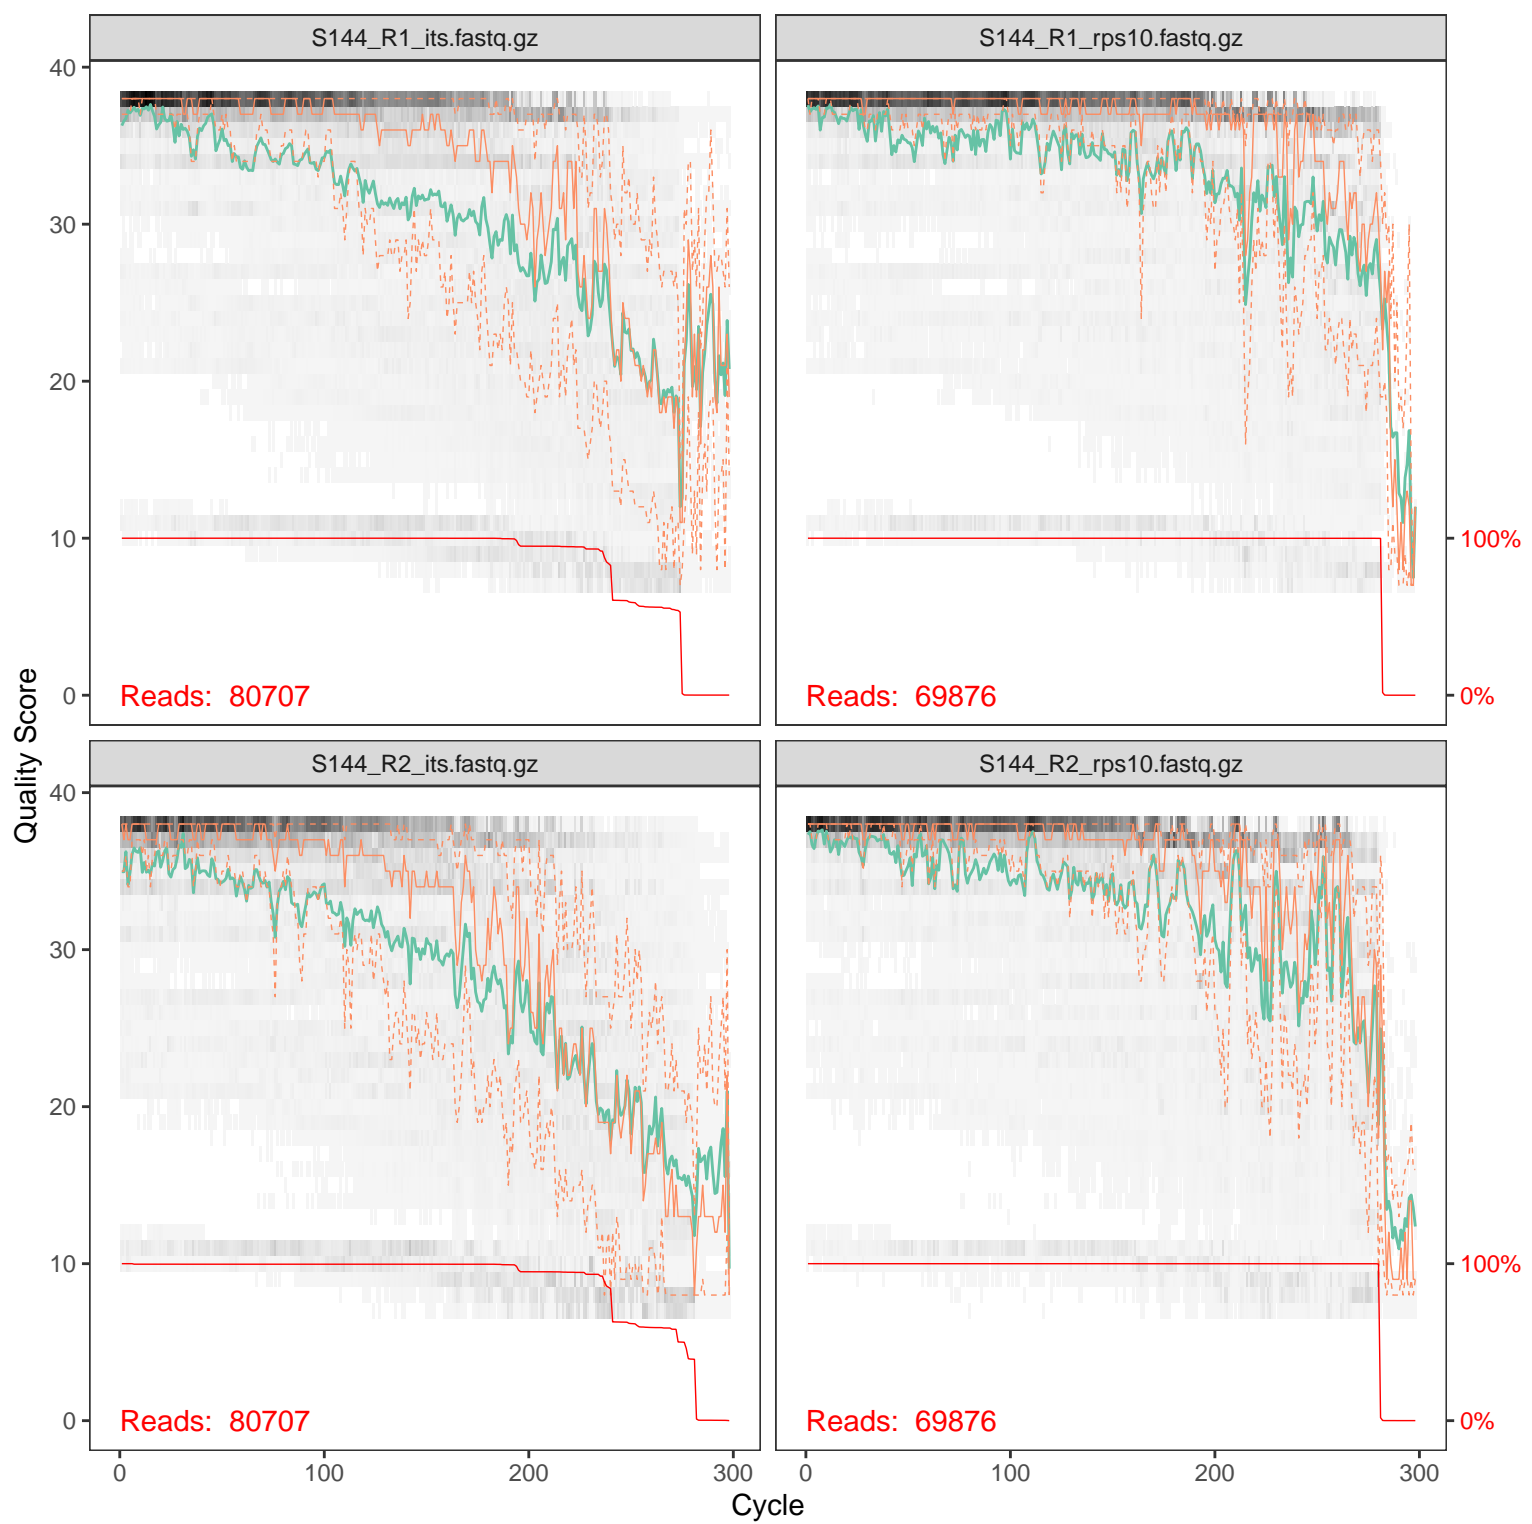 S144_R1_its.fastq.gz
S144_R1_rps10.fastq.gz
40
30
20
10
0
100%
0%
Reads: 80707
Reads: 69876
Quality Score
S144_R2_its.fastq.gz
S144_R2_rps10.fastq.gz
40
30
20
10
0
100%
0%
Reads: 80707
Reads: 69876
0 100 200 300
0 100 200 300
Cycle